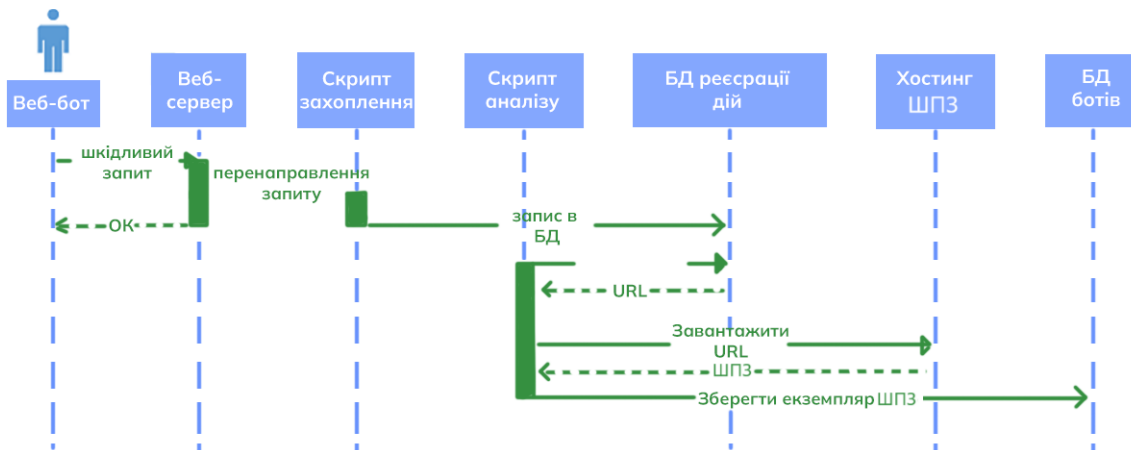 Веб-бот
Веб-
сервер
Скрипт
захоплення
Скрипт
аналізу
БД реєсрації
дій
Хостинг
ШПЗ
БД
ботів
шкідливий
запит
перенаправлення
запиту
ОК
запис в
БД
URL
Завантажити
URL
ШПЗ
Зберегти екземпляр ШПЗ